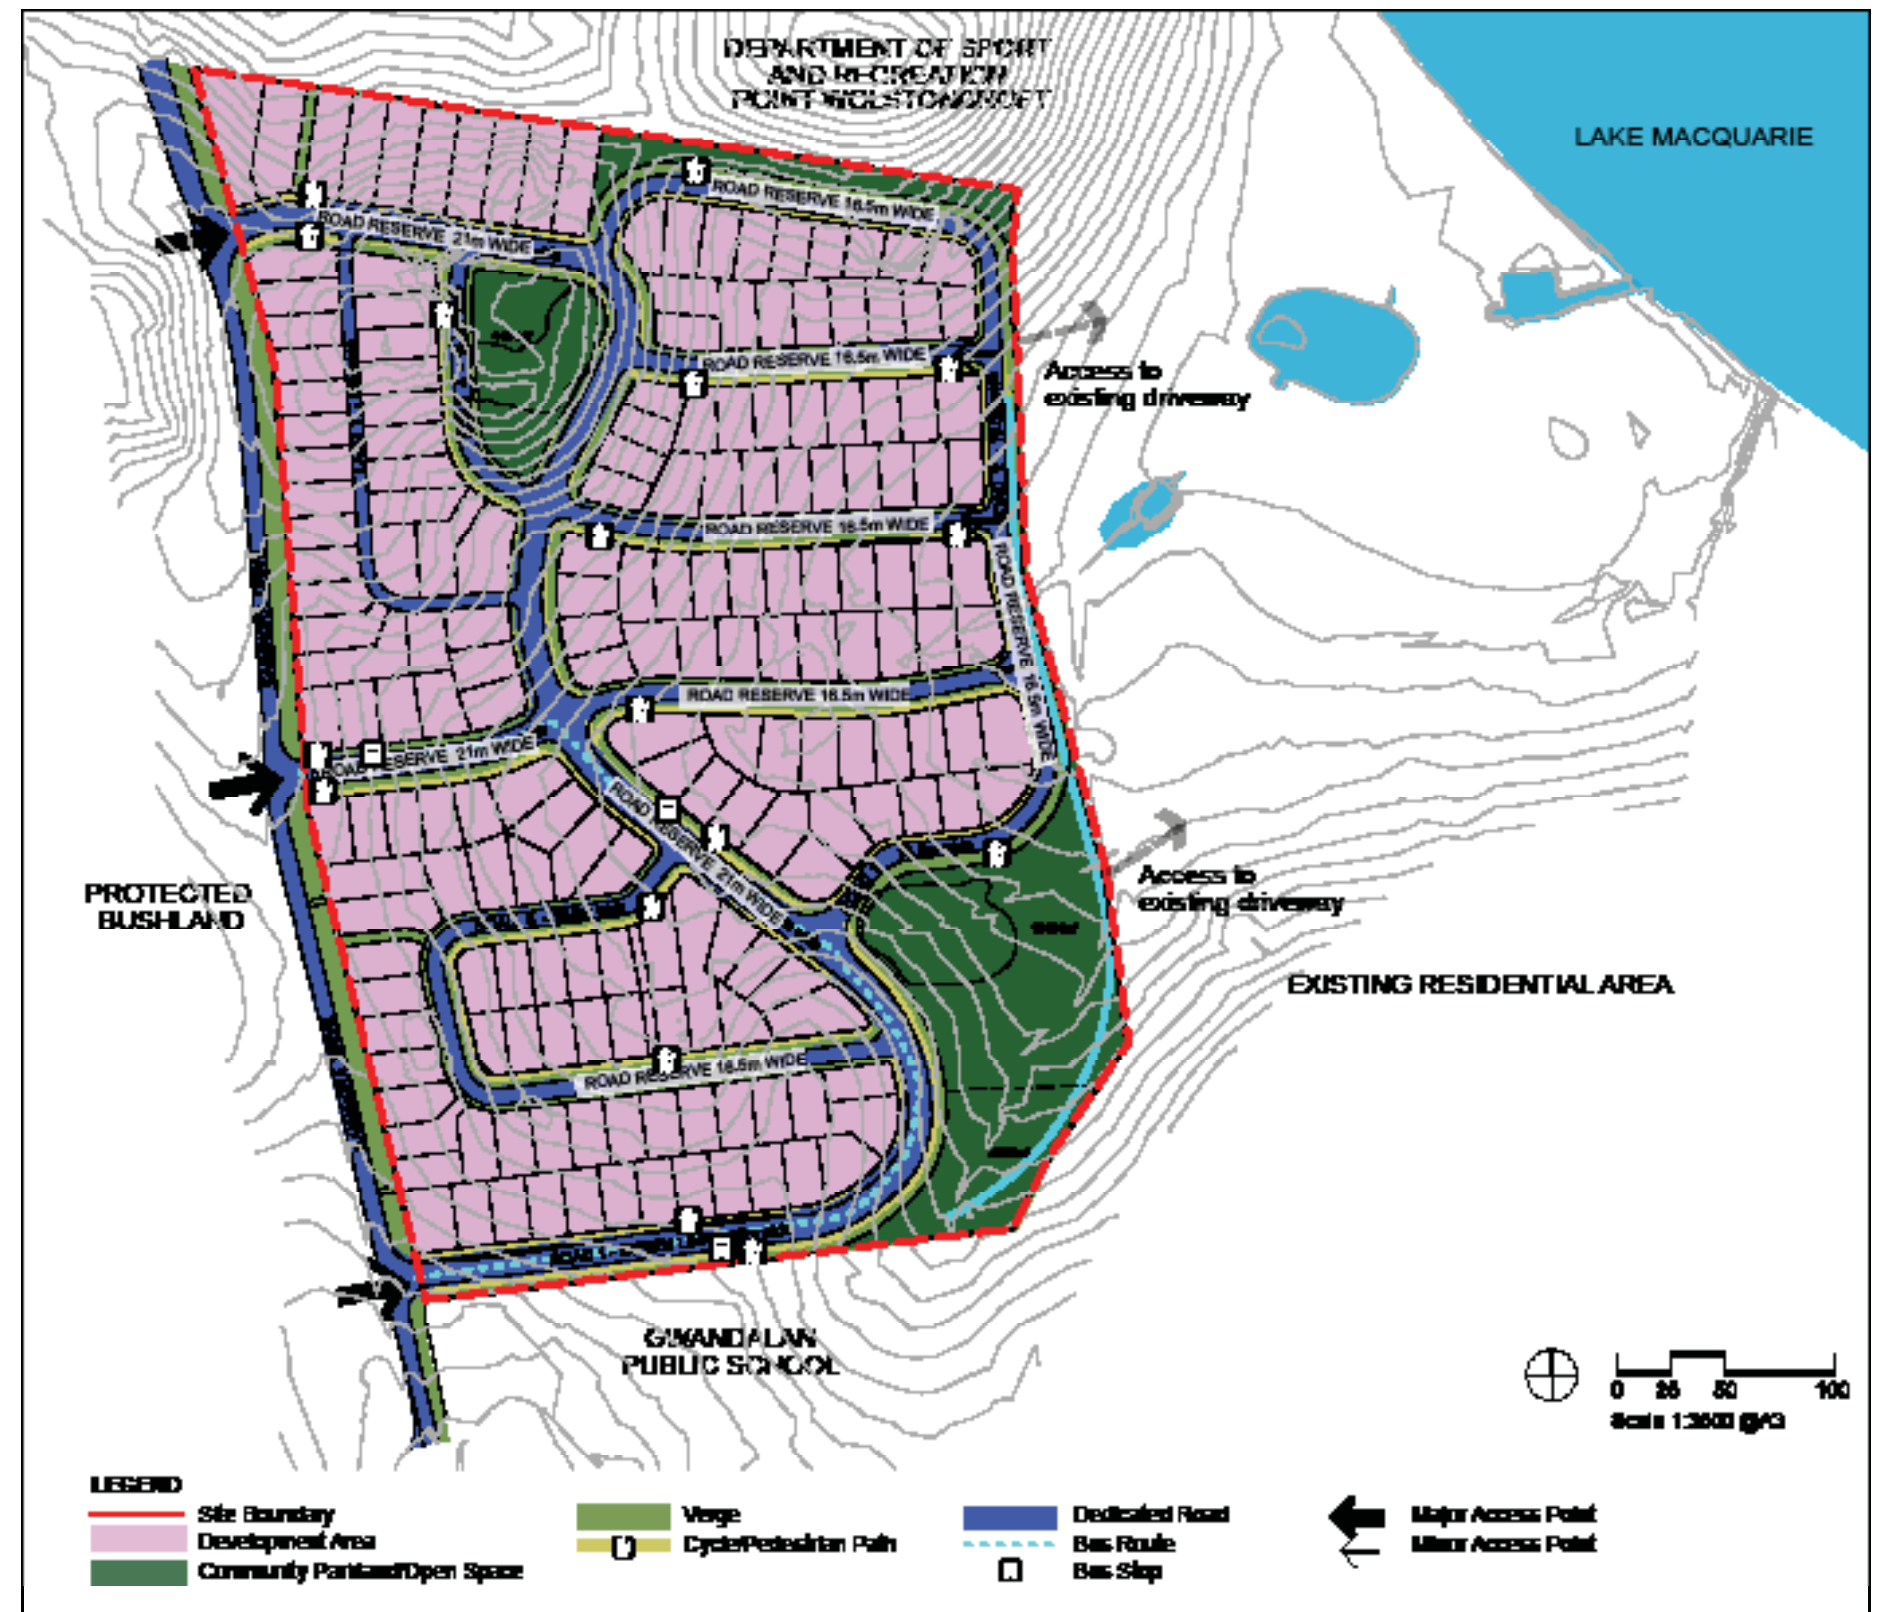 DEPARTMENT OF SPORT
AND RECREATION
POINT WOLSTONCROFT
LAKE MACQUARIE
ROAD RESERVE 16.5m WIDE
ROAD RESERVE 21m WIDE
ROAD RESERVE 16.5m WIDE
Access to
existing driveway
ROAD RESERVE 16.5m WIDE
ROAD RESERVE 16.5m WIDE
ROAD RESERVE 16.5m WIDE
ROAD RESERVE 21m WIDE
ROAD RESERVE 21m WIDE
Access to
existing driveway
PROTECTED
BUSHLAND
EXISTING RESIDENTIAL AREA
ROAD RESERVE 16.5m WIDE
GWANDALAN
PUBLIC SCHOOL
0 25 50 100
Scale 1:3500 @A3
LEGEND
Site Boundary
Development Area
Community Parkland/Open Space
Verge
Cycle/Pedestrian Path
Dedicated Road
Bus Route
Bus Stop
Major Access Point
Minor Access Point